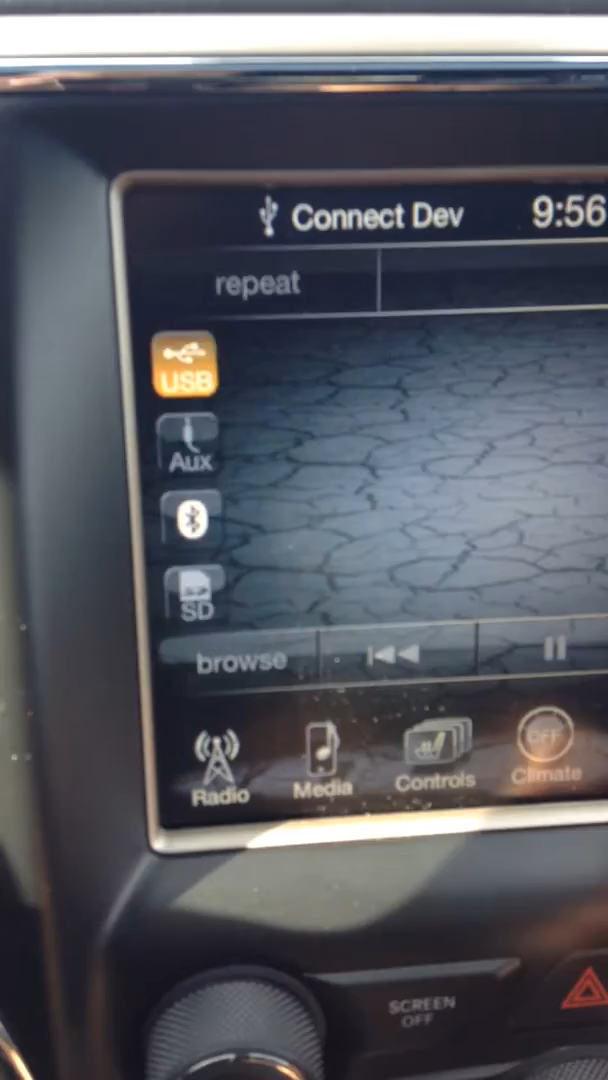 Connect Dev 9:56
repeat
USB
Aux
SD
browse
Radio Media Controls OFF Climate
SCREEN
OFF